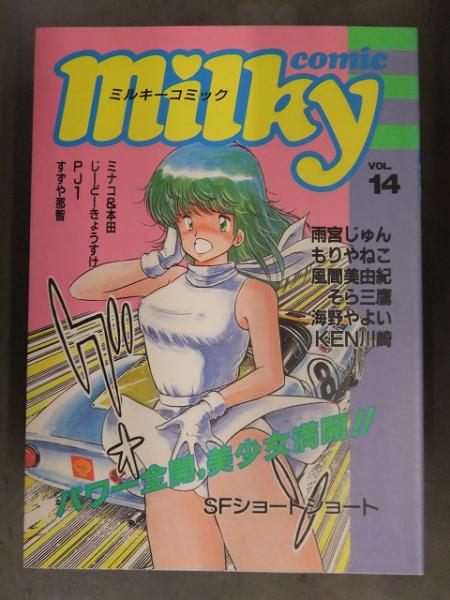 comic
milky
ミルキーコミック
VOL.
14
ミナコ&本田
じーどーきょうすけ
PJ1
すずや那智
雨宮じゅん
もりやねこ
風間美由紀
そら三鷹
海野やよい
KEN川崎
8
パワー全開,美少女満開!!
SFショートショート